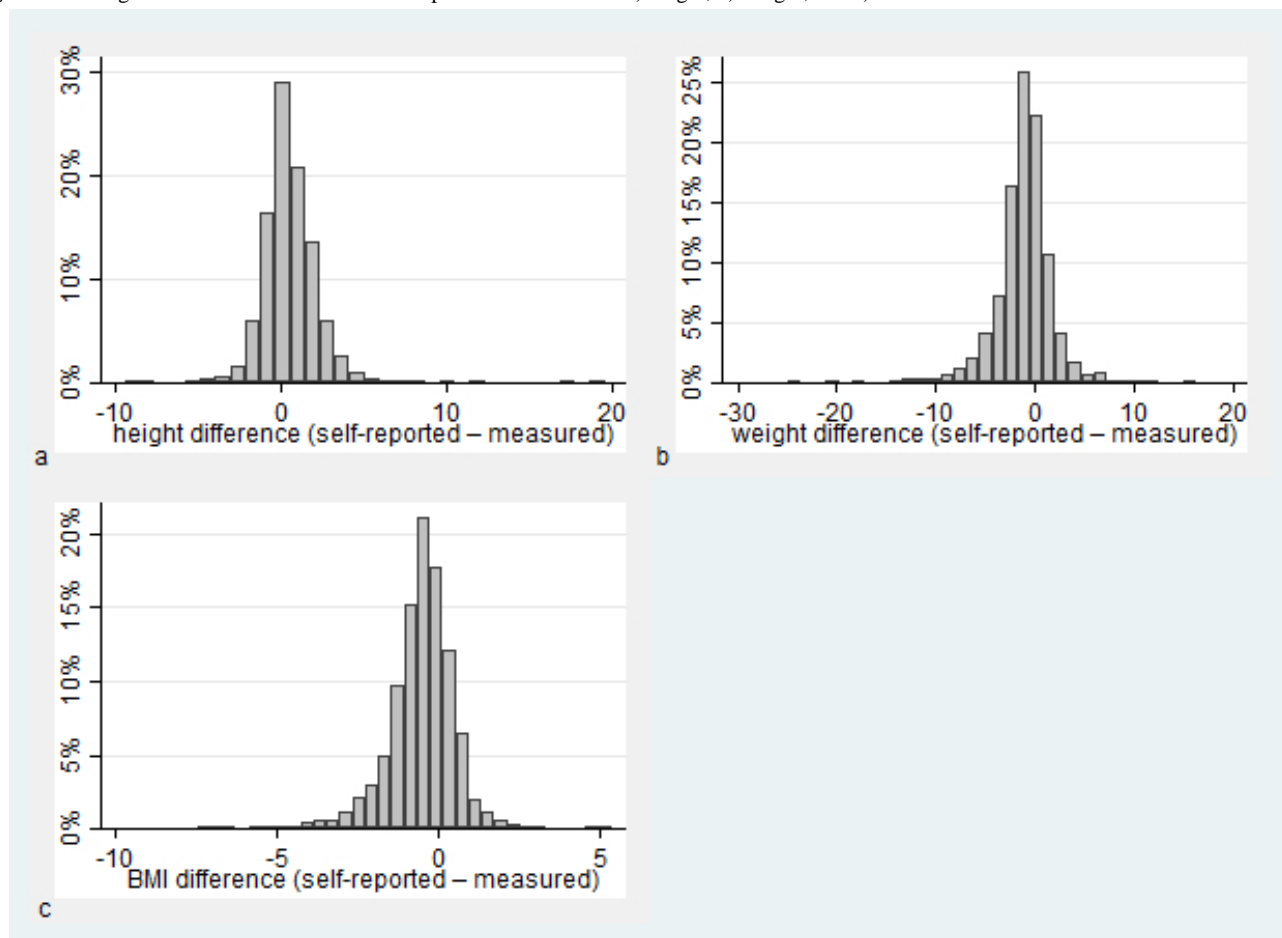 30%
20%
10%
0%
-10 0 10 20
height difference (self-reported – measured)
a
25%
20%
15%
10%
5%
0%
-30 -20 -10 0 10 20
weight difference (self-reported – measured)
b
20%
15%
10%
5%
0%
-10 -5 0 5
BMI difference (self-reported – measured)
c